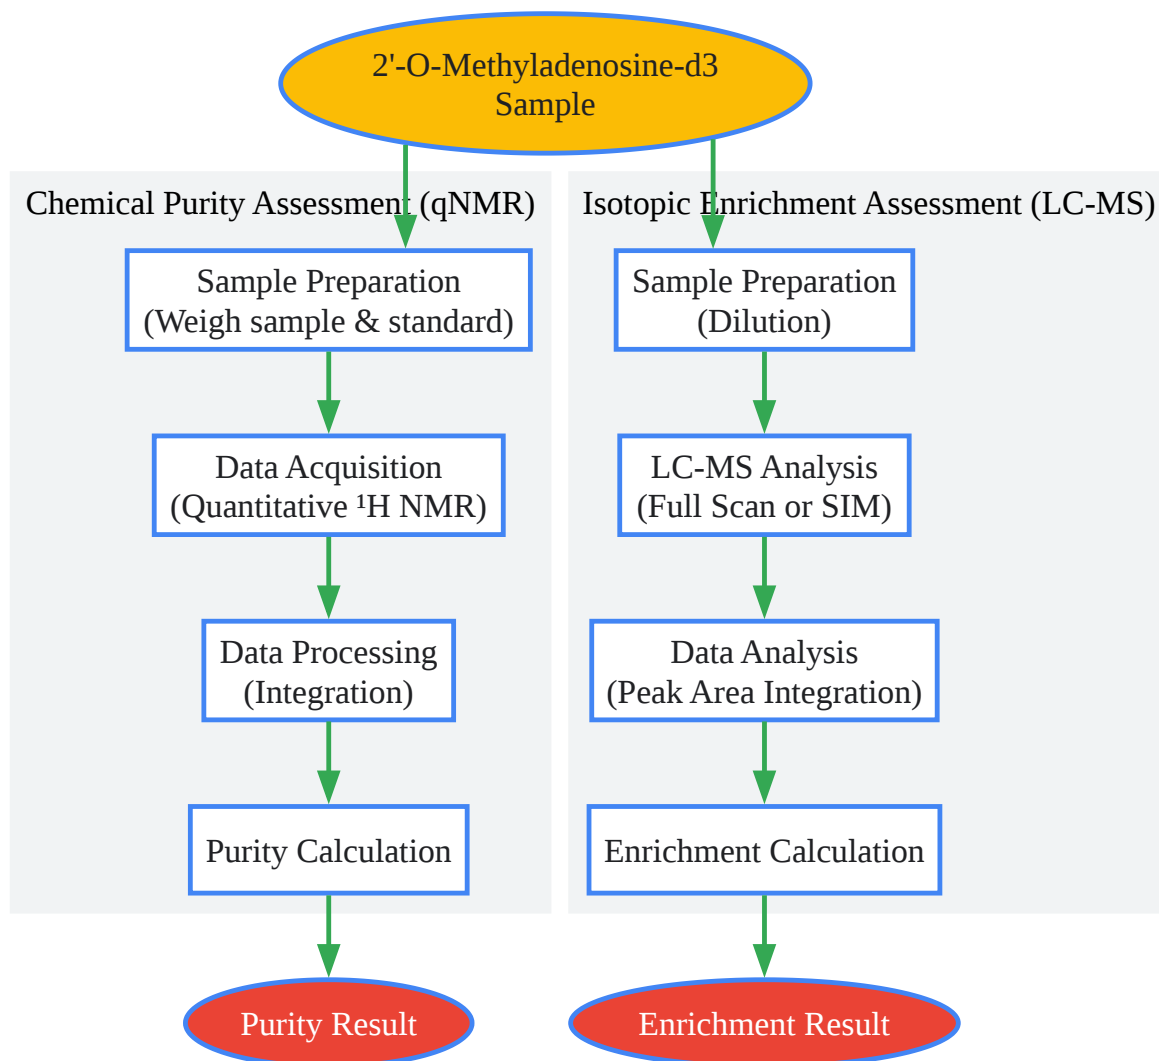 2'-O-Methyladenosine-d3
Sample
Chemical Purity Assessment (qNMR)
Sample Preparation
(Weigh sample & standard)
Data Acquisition
(Quantitative ¹H NMR)
Data Processing
(Integration)
Purity Calculation
Purity Result
Isotopic Enrichment Assessment (LC-MS)
Sample Preparation
(Dilution)
LC-MS Analysis
(Full Scan or SIM)
Data Analysis
(Peak Area Integration)
Enrichment Calculation
Enrichment Result